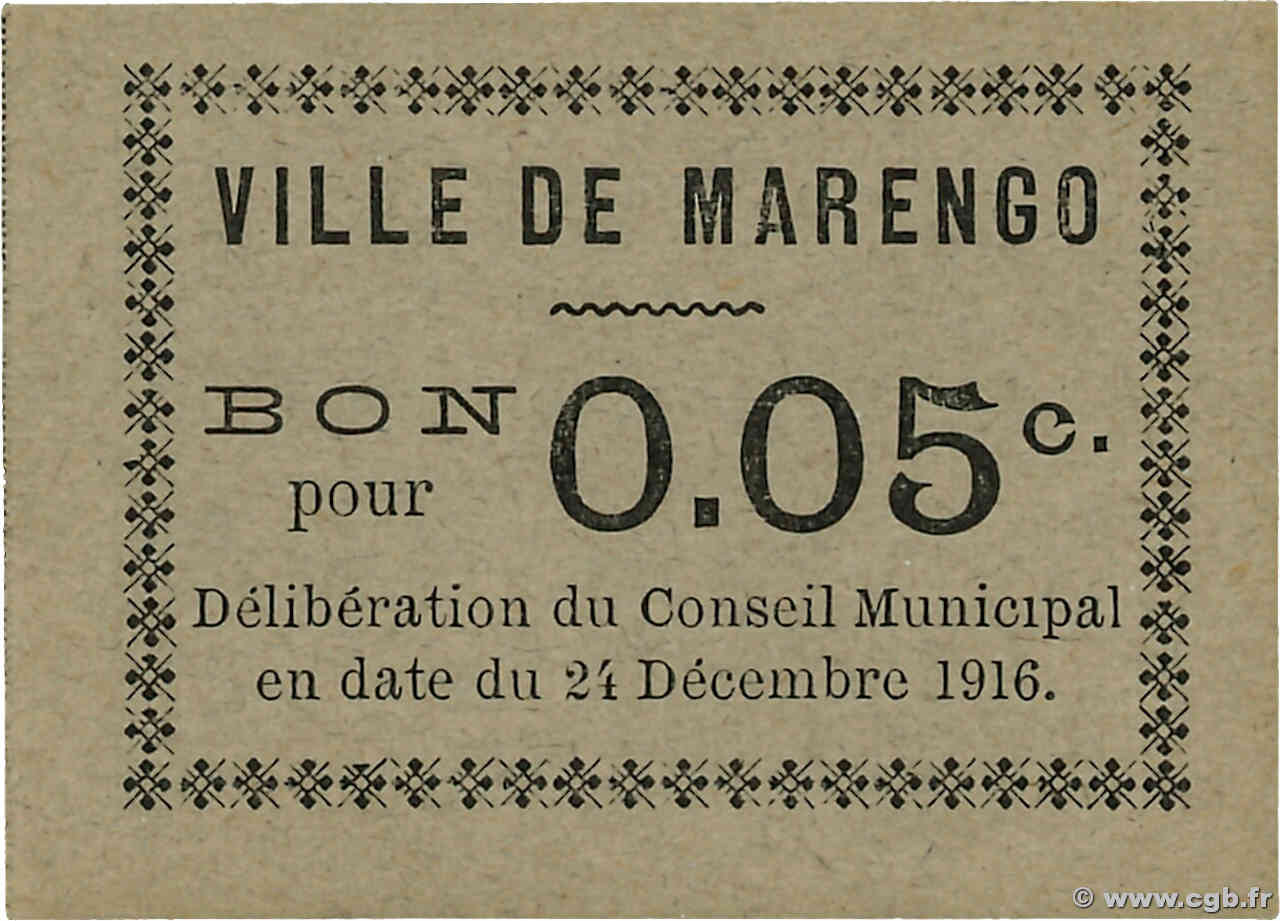 VILLE DE MARENGO
BON pour 0.05 c.
Délibération du Conseil Municipal
en date du 24 Décembre 1916.
© www.cgb.fr